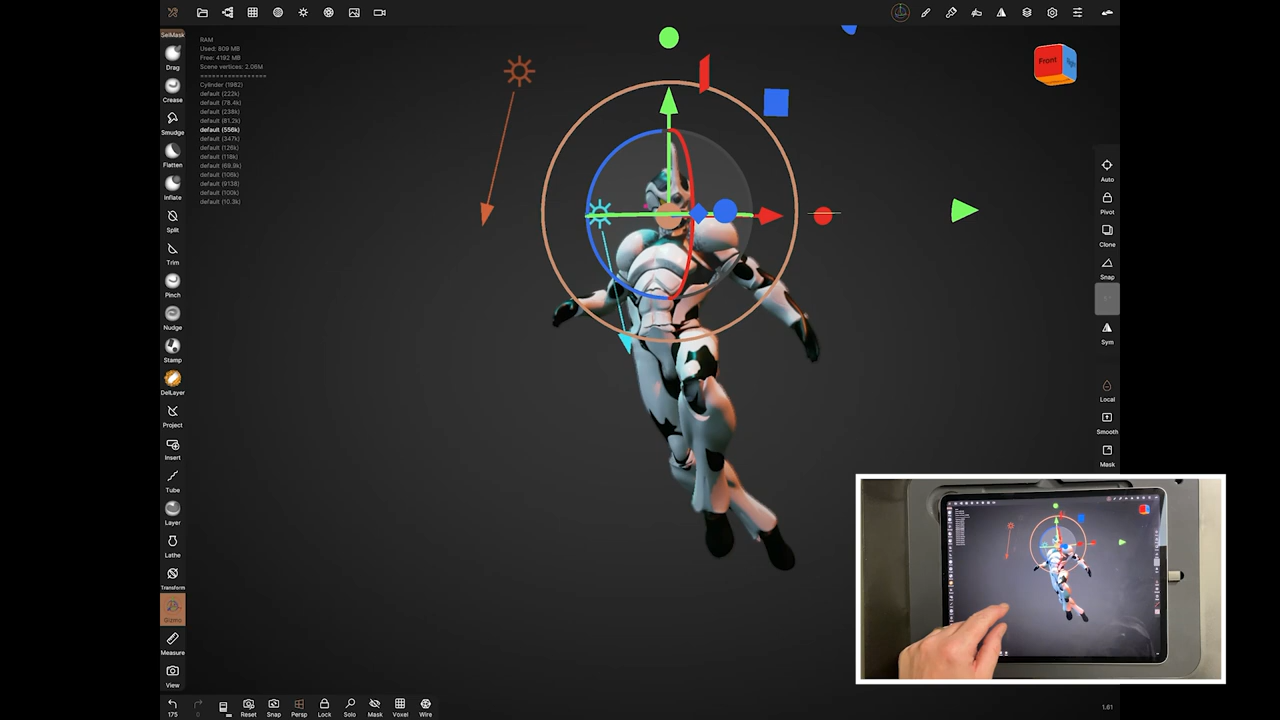 SelMask
Drag
Crease
Smudge
Flatten
Inflate
Split
Trim
Pinch
Nudge
Stamp
DelLayer
Project
Insert
Tube
Layer
Lathe
Transform
Gizmo
Measure
View
RAM
Used: 809 MB
Free: 4192 MB
Scene vertices: 2.06M
=================
Cylinder (1982)
default (222k)
default (78.4k)
default (238k)
default (81.2k)
default (556k)
default (347k)
default (126k)
default (118k)
default (69.9k)
default (106k)
default (9138)
default (100k)
default (10.3k)
Front
Auto
Pivot
Clone
Snap
Sym
Local
Smooth
Mask
175
0
Reset
Snap
Persp
Lock
Solo
Mask
Voxel
Wire
1.61